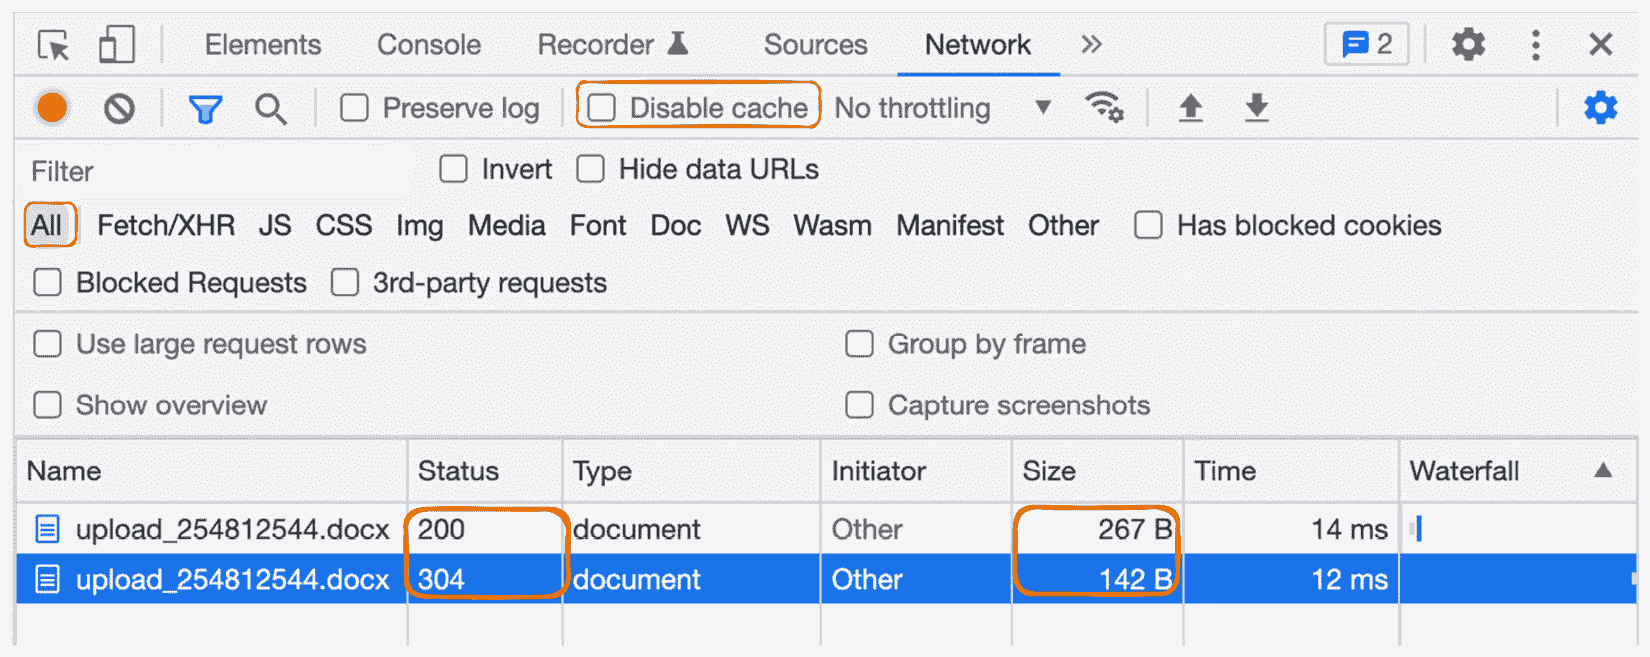 Elements Console Recorder Sources Network 2
Preserve log Disable cache No throttling
Filter Invert Hide data URLs
All Fetch/XHR JS CSS Img Media Font Doc WS Wasm Manifest Other Has blocked cookies
Blocked Requests 3rd-party requests
Use large request rows Group by frame
Show overview Capture screenshots
Name Status Type Initiator Size Time Waterfall
upload_254812544.docx 200 document Other 267 B 14 ms
upload_254812544.docx 304 document Other 142 B 12 ms